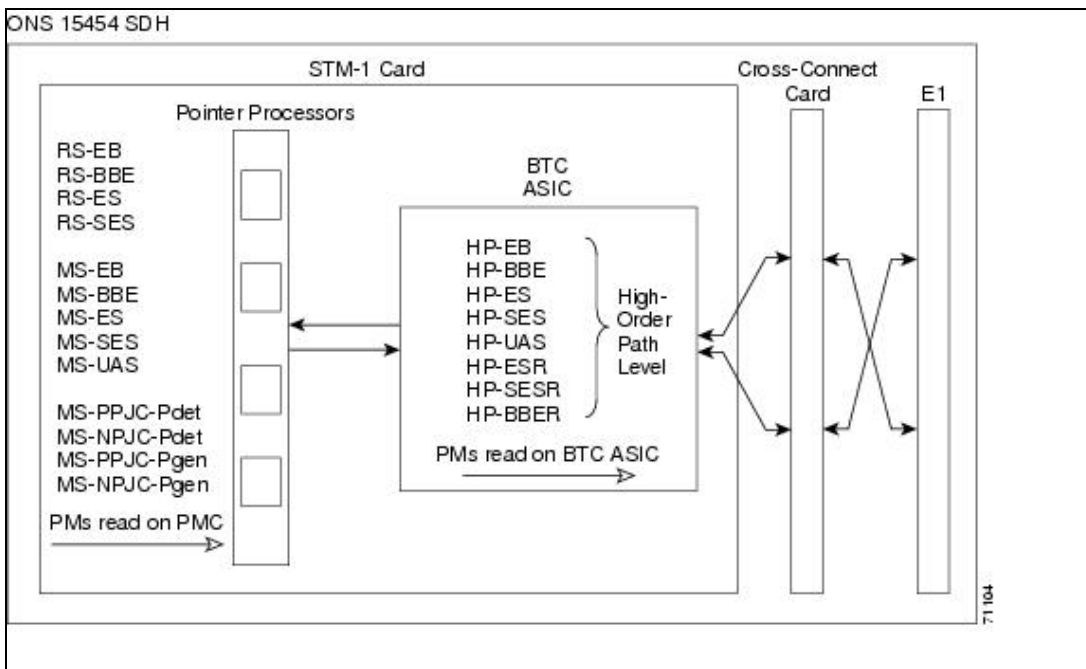 ONS 15454 SDH
STM-1 Card
Cross-Connect
Card
E1
Pointer Processors
RS-EB
RS-BBE
RS-ES
RS-SES
MS-EB
MS-BBE
MS-ES
MS-SES
MS-UAS
MS-PPJC-Pdet
MS-NPJC-Pdet
MS-PPJC-Pgen
MS-NPJC-Pgen
PMs read on PMC
BTC
ASIC
HP-EB
HP-BBE
HP-ES
HP-SES
HP-UAS
HP-ESR
HP-SESR
HP-BBER
High-
Order
Path
Level
PMs read on BTC ASIC
71104